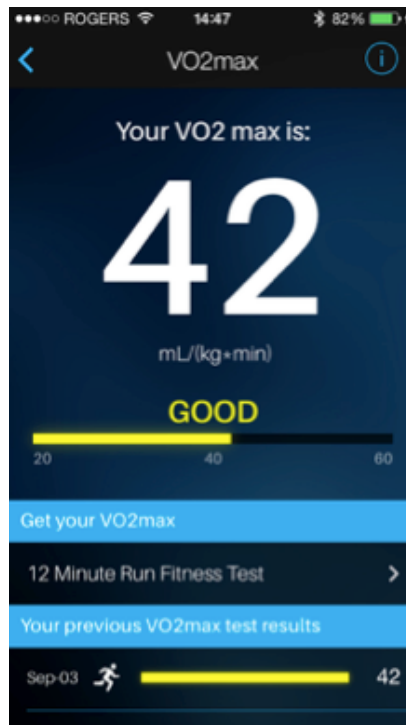 ROGERS 14:47 82%
VO2max
Your VO2 max is:
42
mL/(kg*min)
GOOD
20 40 60
Get your VO2max
12 Minute Run Fitness Test
Your previous VO2max test results
Sep-03 42